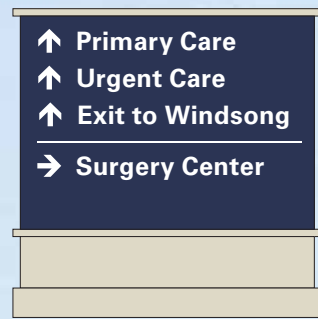 ↑ Primary Care
↑ Urgent Care
↑ Exit to Windsong
→ Surgery Center